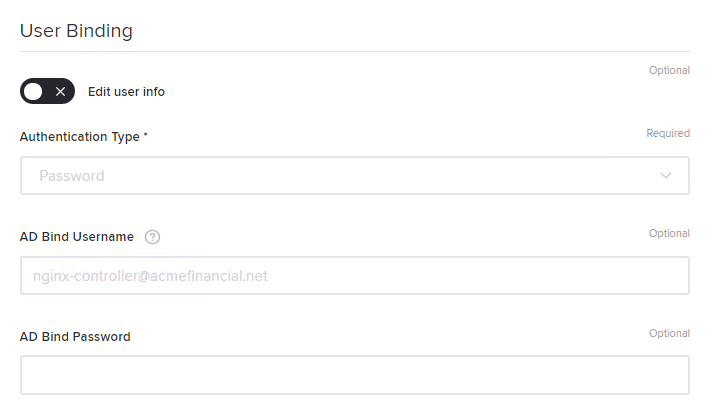 User Binding
Optional
Edit user info
Authentication Type *
Required
Password
AD Bind Username
Optional
nginx-controller@acmefinancial.net
AD Bind Password
Optional